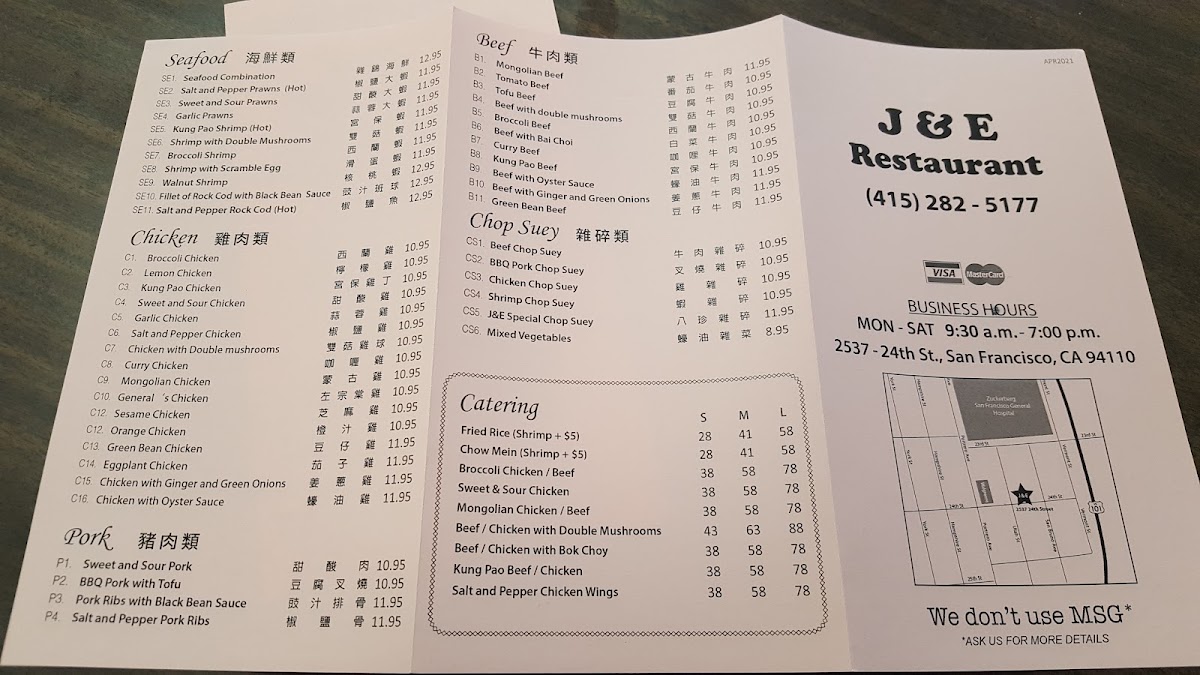 Seafood 海鮮類
SE1. Seafood Combination 雜錦海鮮 12.95
SE2. Salt and Pepper Prawns (Hot) 椒鹽大蝦 11.95
SE3. Sweet and Sour Prawns 甜酸大蝦 11.95
SE4. Garlic Prawns 蒜蓉大蝦 11.95
SE5. Kung Pao Shrimp (Hot) 宮保蝦 11.95
SE6. Shrimp with Double Mushrooms 雙菇蝦 11.95
SE7. Broccoli Shrimp 西蘭蝦 11.95
SE8. Shrimp with Scramble Egg 滑蛋蝦 11.95
SE9. Walnut Shrimp 核桃蝦 12.95
SE10. Fillet of Rock Cod with Black Bean Sauce 豉汁班球 12.95
SE11. Salt and Pepper Rock Cod (Hot) 椒鹽魚 12.95
Chicken 雞肉類
C1. Broccoli Chicken 西蘭雞 10.95
C2. Lemon Chicken 檸檬雞 10.95
C3. Kung Pao Chicken 宮保雞丁 10.95
C4. Sweet and Sour Chicken 甜酸雞 10.95
C5. Garlic Chicken 蒜蓉雞 10.95
C6. Salt and Pepper Chicken 椒鹽雞 10.95
C7. Chicken with Double mushrooms 雙菇雞球 10.95
C8. Curry Chicken 咖喱雞 10.95
C9. Mongolian Chicken 蒙古雞 10.95
C10. General 's Chicken 左宗棠雞 10.95
C12. Sesame Chicken 芝麻雞 10.95
C12. Orange Chicken 橙汁雞 10.95
C13. Green Bean Chicken 豆仔雞 11.95
C14. Eggplant Chicken 茄子雞 11.95
C15. Chicken with Ginger and Green Onions 姜蔥雞 11.95
C16. Chicken with Oyster Sauce 蠔油雞 11.95
Pork 豬肉類
P1. Sweet and Sour Pork 甜酸肉 10.95
P2. BBQ Pork with Tofu 豆腐叉燒 10.95
P3. Pork Ribs with Black Bean Sauce 豉汁排骨 11.95
P4. Salt and Pepper Pork Ribs 椒鹽骨 11.95
Beef 牛肉類
B1. Mongolian Beef 蒙古牛肉 11.95
B2. Tomato Beef 番茄牛肉 10.95
B3. Tofu Beef 豆腐牛肉 10.95
B4. Beef with double mushrooms 雙菇牛肉 10.95
B5. Broccoli Beef 西蘭牛肉 10.95
B6. Beef with Bai Choi 白菜牛肉 10.95
B7. Curry Beef 咖喱牛肉 10.95
B8. Kung Pao Beef 宮保牛肉 10.95
B9 Beef with Oyster Sauce 蠔油牛肉 10.95
B10 Beef with Ginger and Green Onions 姜蔥牛肉 11.95
B11. Green Bean Beef 豆仔牛肉 11.95
Chop Suey 雜碎類
CS1. Beef Chop Suey 牛肉雜碎 10.95
CS2. BBQ Pork Chop Suey 叉燒雜碎 10.95
CS3. Chicken Chop Suey 雞雜碎 10.95
CS4 Shrimp Chop Suey 蝦雜碎 10.95
CS5. J&E Special Chop Suey 八珍雜碎 11.95
CS6. Mixed Vegetables 蠔油雜菜 8.95
Catering S M L
Fried Rice (Shrimp + $5) 28 41 58
Chow Mein (Shrimp + $5) 28 41 58
Broccoli Chicken / Beef 38 58 78
Sweet & Sour Chicken 38 58 78
Mongolian Chicken / Beef 38 58 78
Beef / Chicken with Double Mushrooms 43 63 88
Beef / Chicken with Bok Choy 38 58 78
Kung Pao Beef / Chicken 38 58 78
Salt and Pepper Chicken Wings 38 58 78
APR2021
J & E
Restaurant
(415) 282 - 5177
VISA MasterCard
BUSINESS HOURS
MON - SAT 9:30 a.m. - 7:00 p.m.
2537 - 24th St., San Francisco, CA 94110
Zuckerberg
San Francisco General
Hospital
23rd St
23rd St
J & E
24th St
24th St
2537 24th Street
101
25th St
We don't use MSG*
*ASK US FOR MORE DETAILS